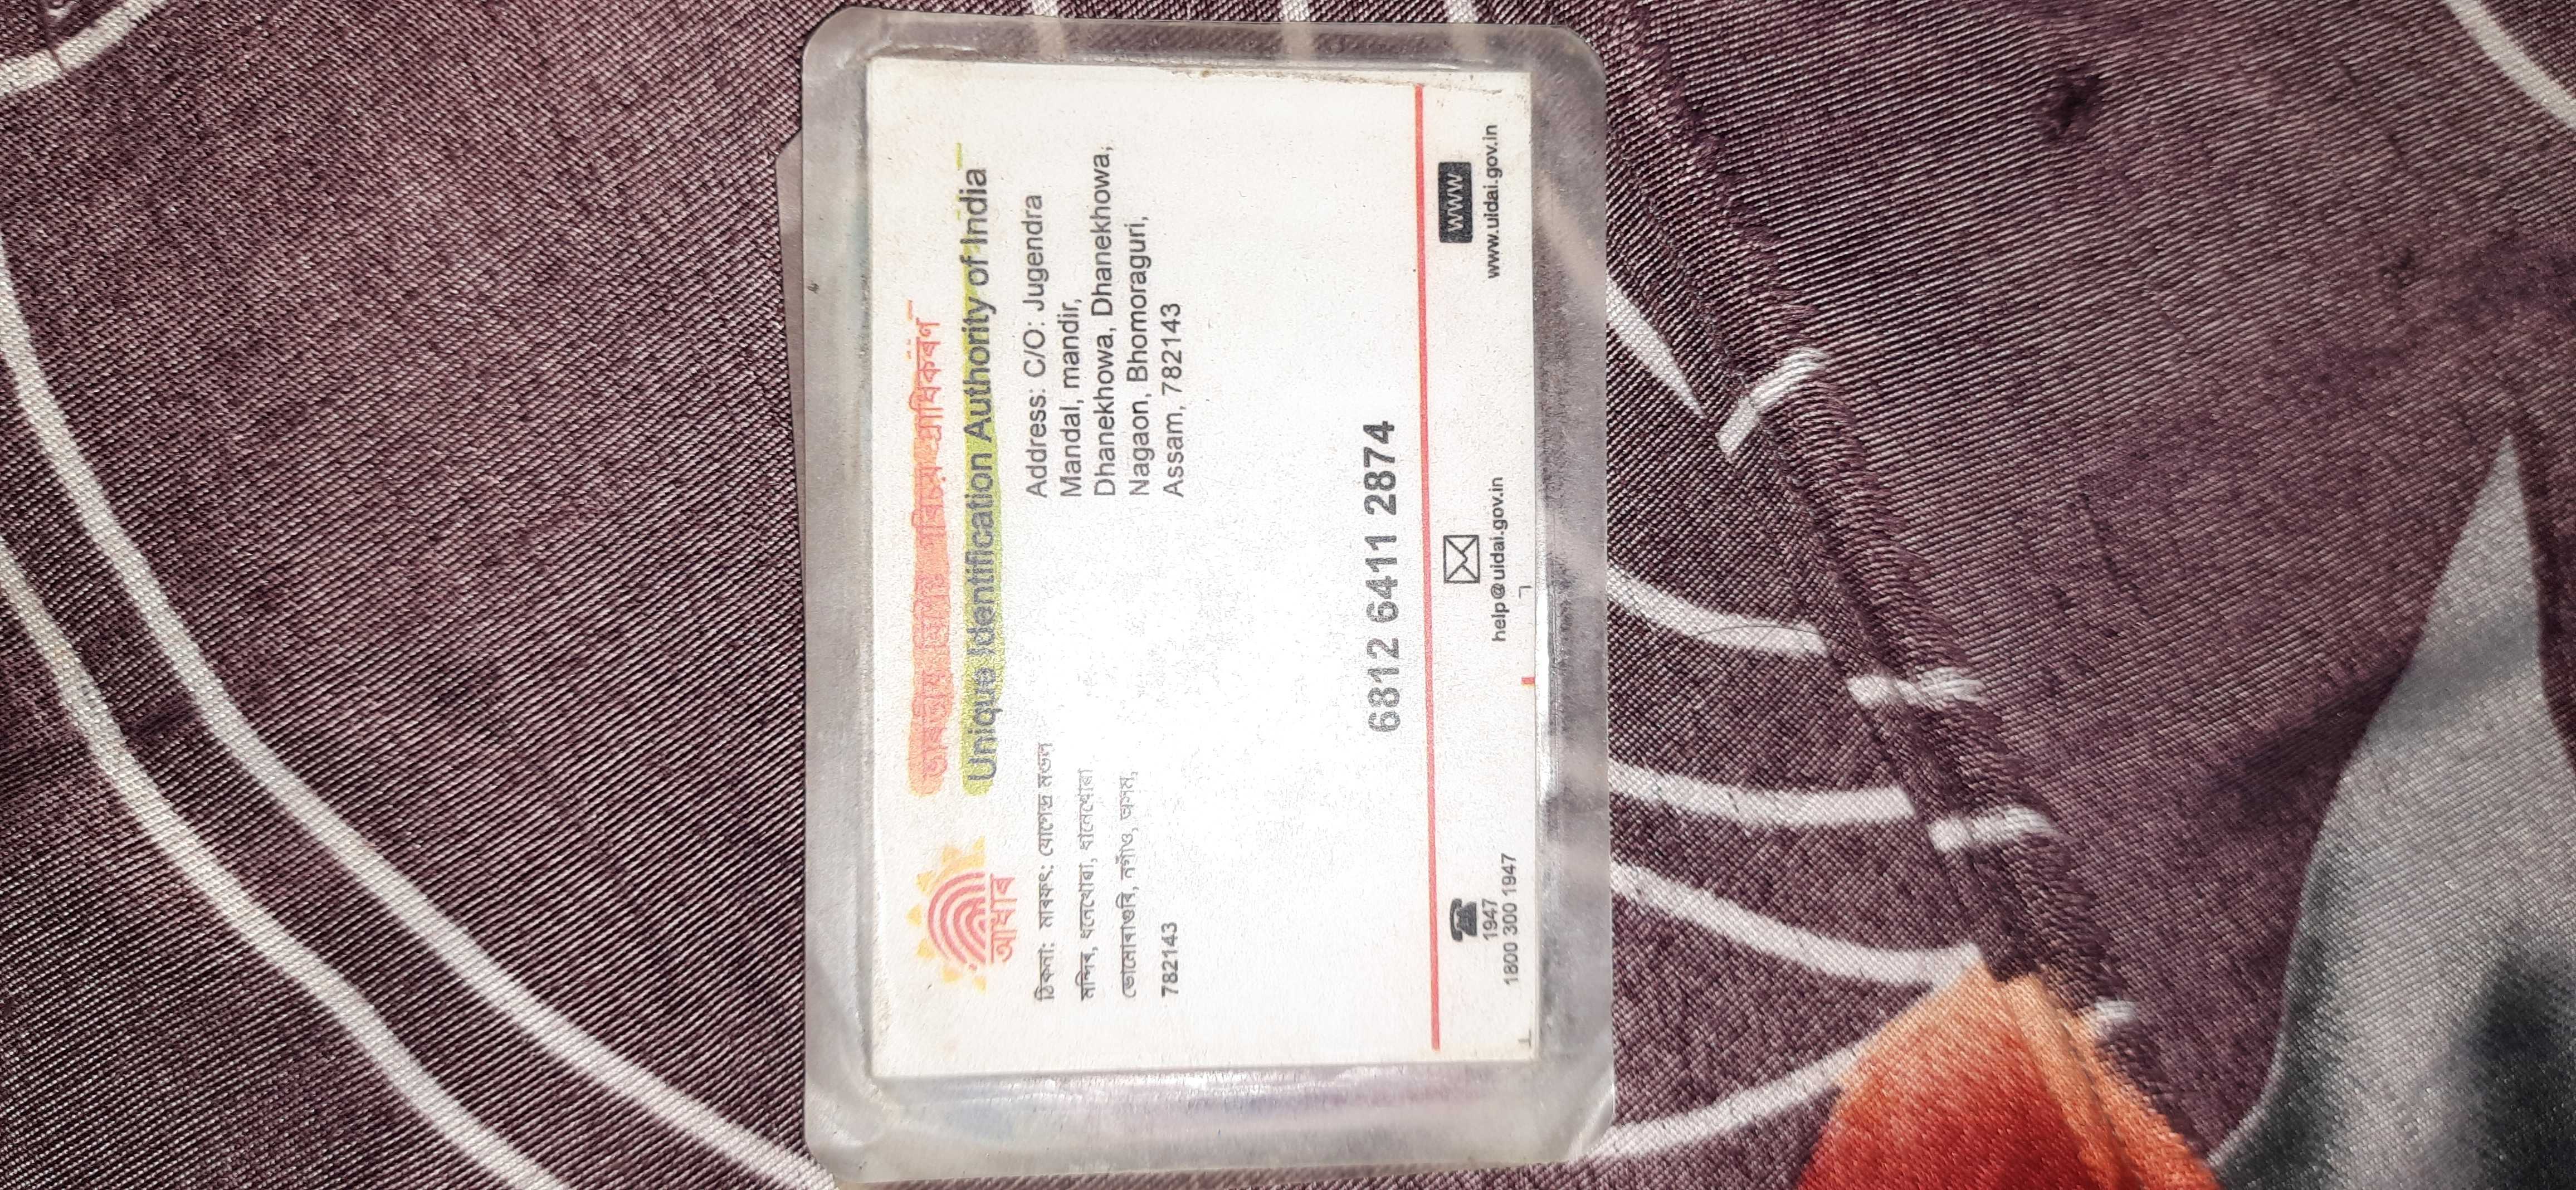 ভাৰতীয় বিশিষ্ট পৰিচয় প্ৰাধিকৰণ
Unique Identification Authority of India
আধাৰ
ঠিকনা: মাৰফৎ: যোগেন্দ্ৰ মণ্ডল
মন্দিৰ, ধনেখোৱা, ধানেখোৱা
ভোমোৰাগুৰি, নগাঁও, অসম,
782143
Address: C/O: Jugendra
Mandal, mandir,
Dhanekhowa, Dhanekhowa,
Nagaon, Bhomoraguri,
Assam, 782143
6812 6411 2874
1947
1800 300 1947
help@uidai.gov.in
www
www.uidai.gov.in